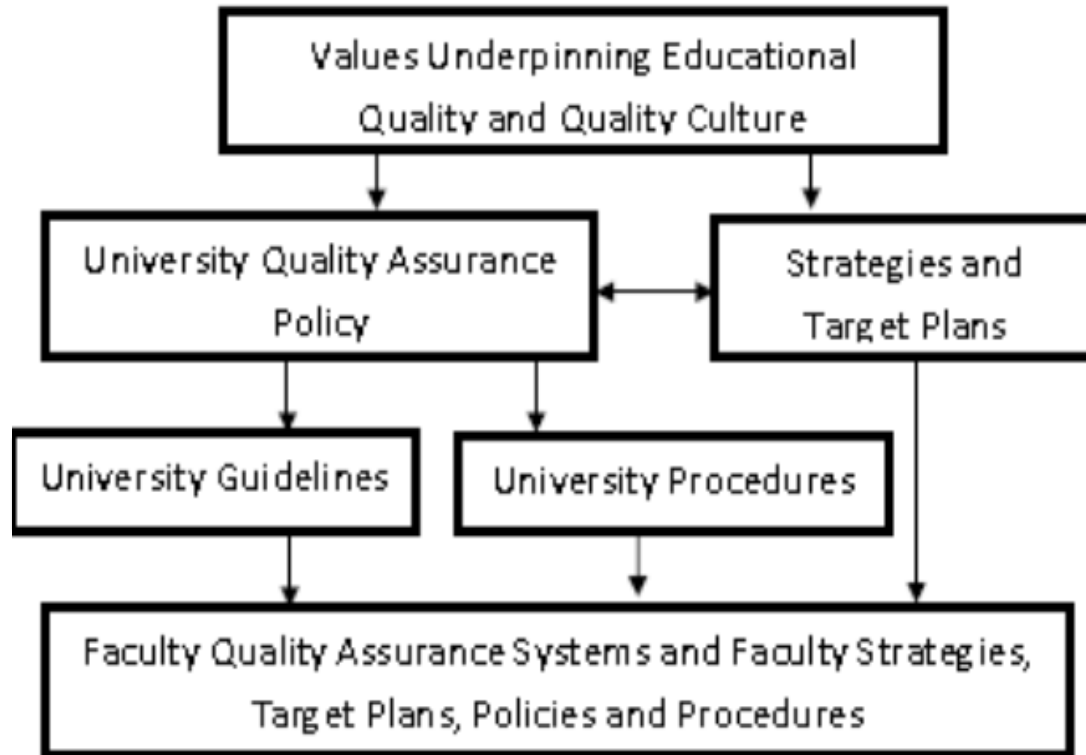 Values Underpinning Educational
Quality and Quality Culture
University Quality Assurance
Policy
Strategies and
Target Plans
University Guidelines
University Procedures
Faculty Quality Assurance Systems and Faculty Strategies,
Target Plans, Policies and Procedures